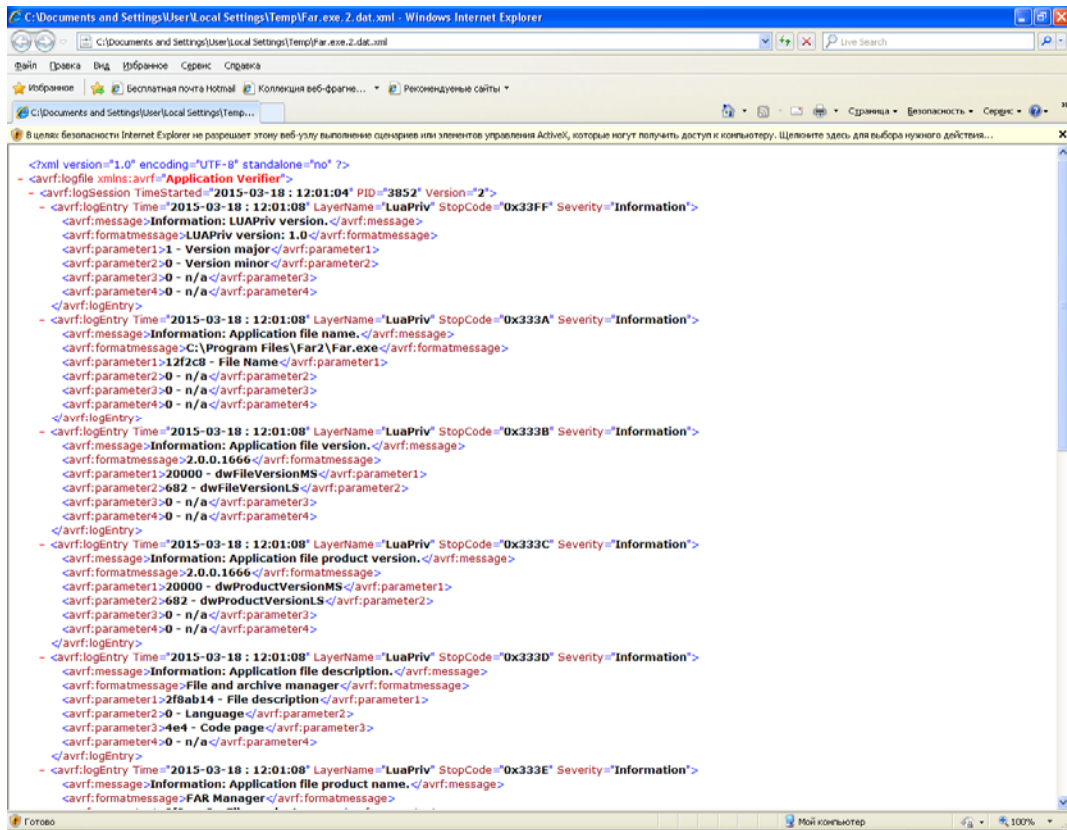 C:\Documents and Settings\User\Local Settings\Temp\Far.exe.2.dat.xml - Windows Internet Explorer
C:\Documents and Settings\User\Local Settings\Temp\Far.exe.2.dat.xml
Live Search
Файл Правка Вид Избранное Сервис Справка
Избранное Бесплатная почта Hotmail Коллекция веб-фрагме... Рекомендуемые сайты
C:\Documents and Settings\User\Local Settings\Temp... Страница Безопасность Сервис
В целях безопасности Internet Explorer не разрешает этому веб-узлу выполнение сценариев или элементов управления ActiveX, которые могут получить доступ к компьютеру. Щелкните здесь для выбора нужного действия...
<?xml version="1.0" encoding="UTF-8" standalone="no" ?>
- <avrf:logfile xmlns:avrf="Application Verifier">
- <avrf:logSession TimeStarted="2015-03-18 : 12:01:04" PID="3852" Version="2">
- <avrf:logEntry Time="2015-03-18 : 12:01:08" LayerName="LuaPriv" StopCode="0x33FF" Severity="Information">
<avrf:message>Information: LUAPriv version.</avrf:message>
<avrf:formatmessage>LUAPriv version: 1.0</avrf:formatmessage>
<avrf:parameter1>1 - Version major</avrf:parameter1>
<avrf:parameter2>0 - Version minor</avrf:parameter2>
<avrf:parameter3>0 - n/a</avrf:parameter3>
<avrf:parameter4>0 - n/a</avrf:parameter4>
</avrf:logEntry>
- <avrf:logEntry Time="2015-03-18 : 12:01:08" LayerName="LuaPriv" StopCode="0x333A" Severity="Information">
<avrf:message>Information: Application file name.</avrf:message>
<avrf:formatmessage>C:\Program Files\Far2\Far.exe</avrf:formatmessage>
<avrf:parameter1>12f2c8 - File Name</avrf:parameter1>
<avrf:parameter2>0 - n/a</avrf:parameter2>
<avrf:parameter3>0 - n/a</avrf:parameter3>
<avrf:parameter4>0 - n/a</avrf:parameter4>
</avrf:logEntry>
- <avrf:logEntry Time="2015-03-18 : 12:01:08" LayerName="LuaPriv" StopCode="0x333B" Severity="Information">
<avrf:message>Information: Application file version.</avrf:message>
<avrf:formatmessage>2.0.0.1666</avrf:formatmessage>
<avrf:parameter1>20000 - dwFileVersionMS</avrf:parameter1>
<avrf:parameter2>682 - dwFileVersionLS</avrf:parameter2>
<avrf:parameter3>0 - n/a</avrf:parameter3>
<avrf:parameter4>0 - n/a</avrf:parameter4>
</avrf:logEntry>
- <avrf:logEntry Time="2015-03-18 : 12:01:08" LayerName="LuaPriv" StopCode="0x333C" Severity="Information">
<avrf:message>Information: Application file product version.</avrf:message>
<avrf:formatmessage>2.0.0.1666</avrf:formatmessage>
<avrf:parameter1>20000 - dwProductVersionMS</avrf:parameter1>
<avrf:parameter2>682 - dwProductVersionLS</avrf:parameter2>
<avrf:parameter3>0 - n/a</avrf:parameter3>
<avrf:parameter4>0 - n/a</avrf:parameter4>
</avrf:logEntry>
- <avrf:logEntry Time="2015-03-18 : 12:01:08" LayerName="LuaPriv" StopCode="0x333D" Severity="Information">
<avrf:message>Information: Application file description.</avrf:message>
<avrf:formatmessage>File and archive manager</avrf:formatmessage>
<avrf:parameter1>2f8ab14 - File description</avrf:parameter1>
<avrf:parameter2>0 - Language</avrf:parameter2>
<avrf:parameter3>4e4 - Code page</avrf:parameter3>
<avrf:parameter4>0 - n/a</avrf:parameter4>
</avrf:logEntry>
- <avrf:logEntry Time="2015-03-18 : 12:01:08" LayerName="LuaPriv" StopCode="0x333E" Severity="Information">
<avrf:message>Information: Application file product name.</avrf:message>
<avrf:formatmessage>FAR Manager</avrf:formatmessage>
Готово Мой компьютер 100%